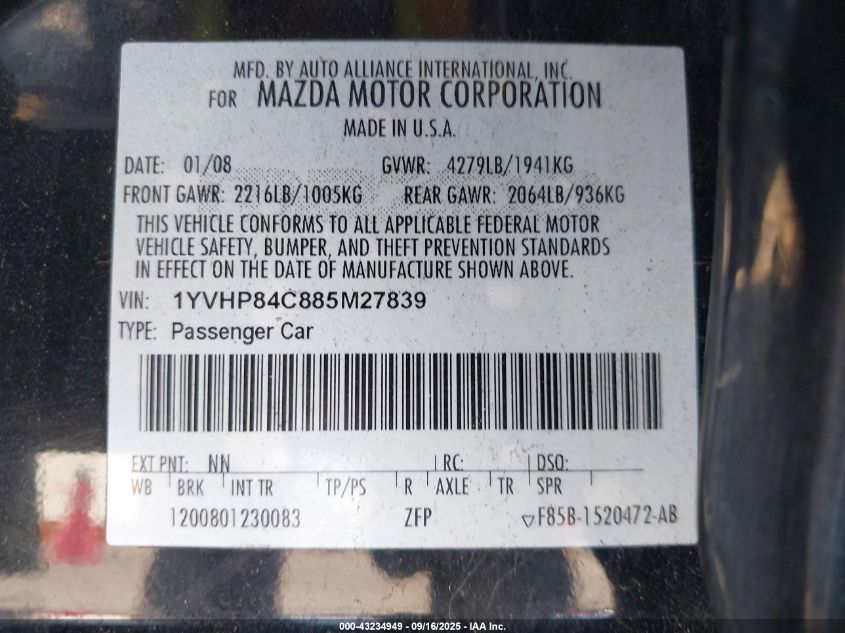 MFD. BY AUTO ALLIANCE INTERNATIONAL, INC.
FOR MAZDA MOTOR CORPORATION
MADE IN U.S.A.
DATE: 01/08 GVWR: 4279LB/1941KG
FRONT GAWR: 2216LB/1005KG REAR GAWR: 2064LB/936KG
THIS VEHICLE CONFORMS TO ALL APPLICABLE FEDERAL MOTOR
VEHICLE SAFETY, BUMPER, AND THEFT PREVENTION STANDARDS
IN EFFECT ON THE DATE OF MANUFACTURE SHOWN ABOVE.
VIN: 1YVHP84C885M27839
TYPE: Passenger Car
EXT PNT: NN RC: DSO:
WB BRK INT TR TP/PS R AXLE TR SPR
1200801230083 ZFP ▽F85B-1520472-AB
000-43234949 - 09/16/2025 - IAA Inc.